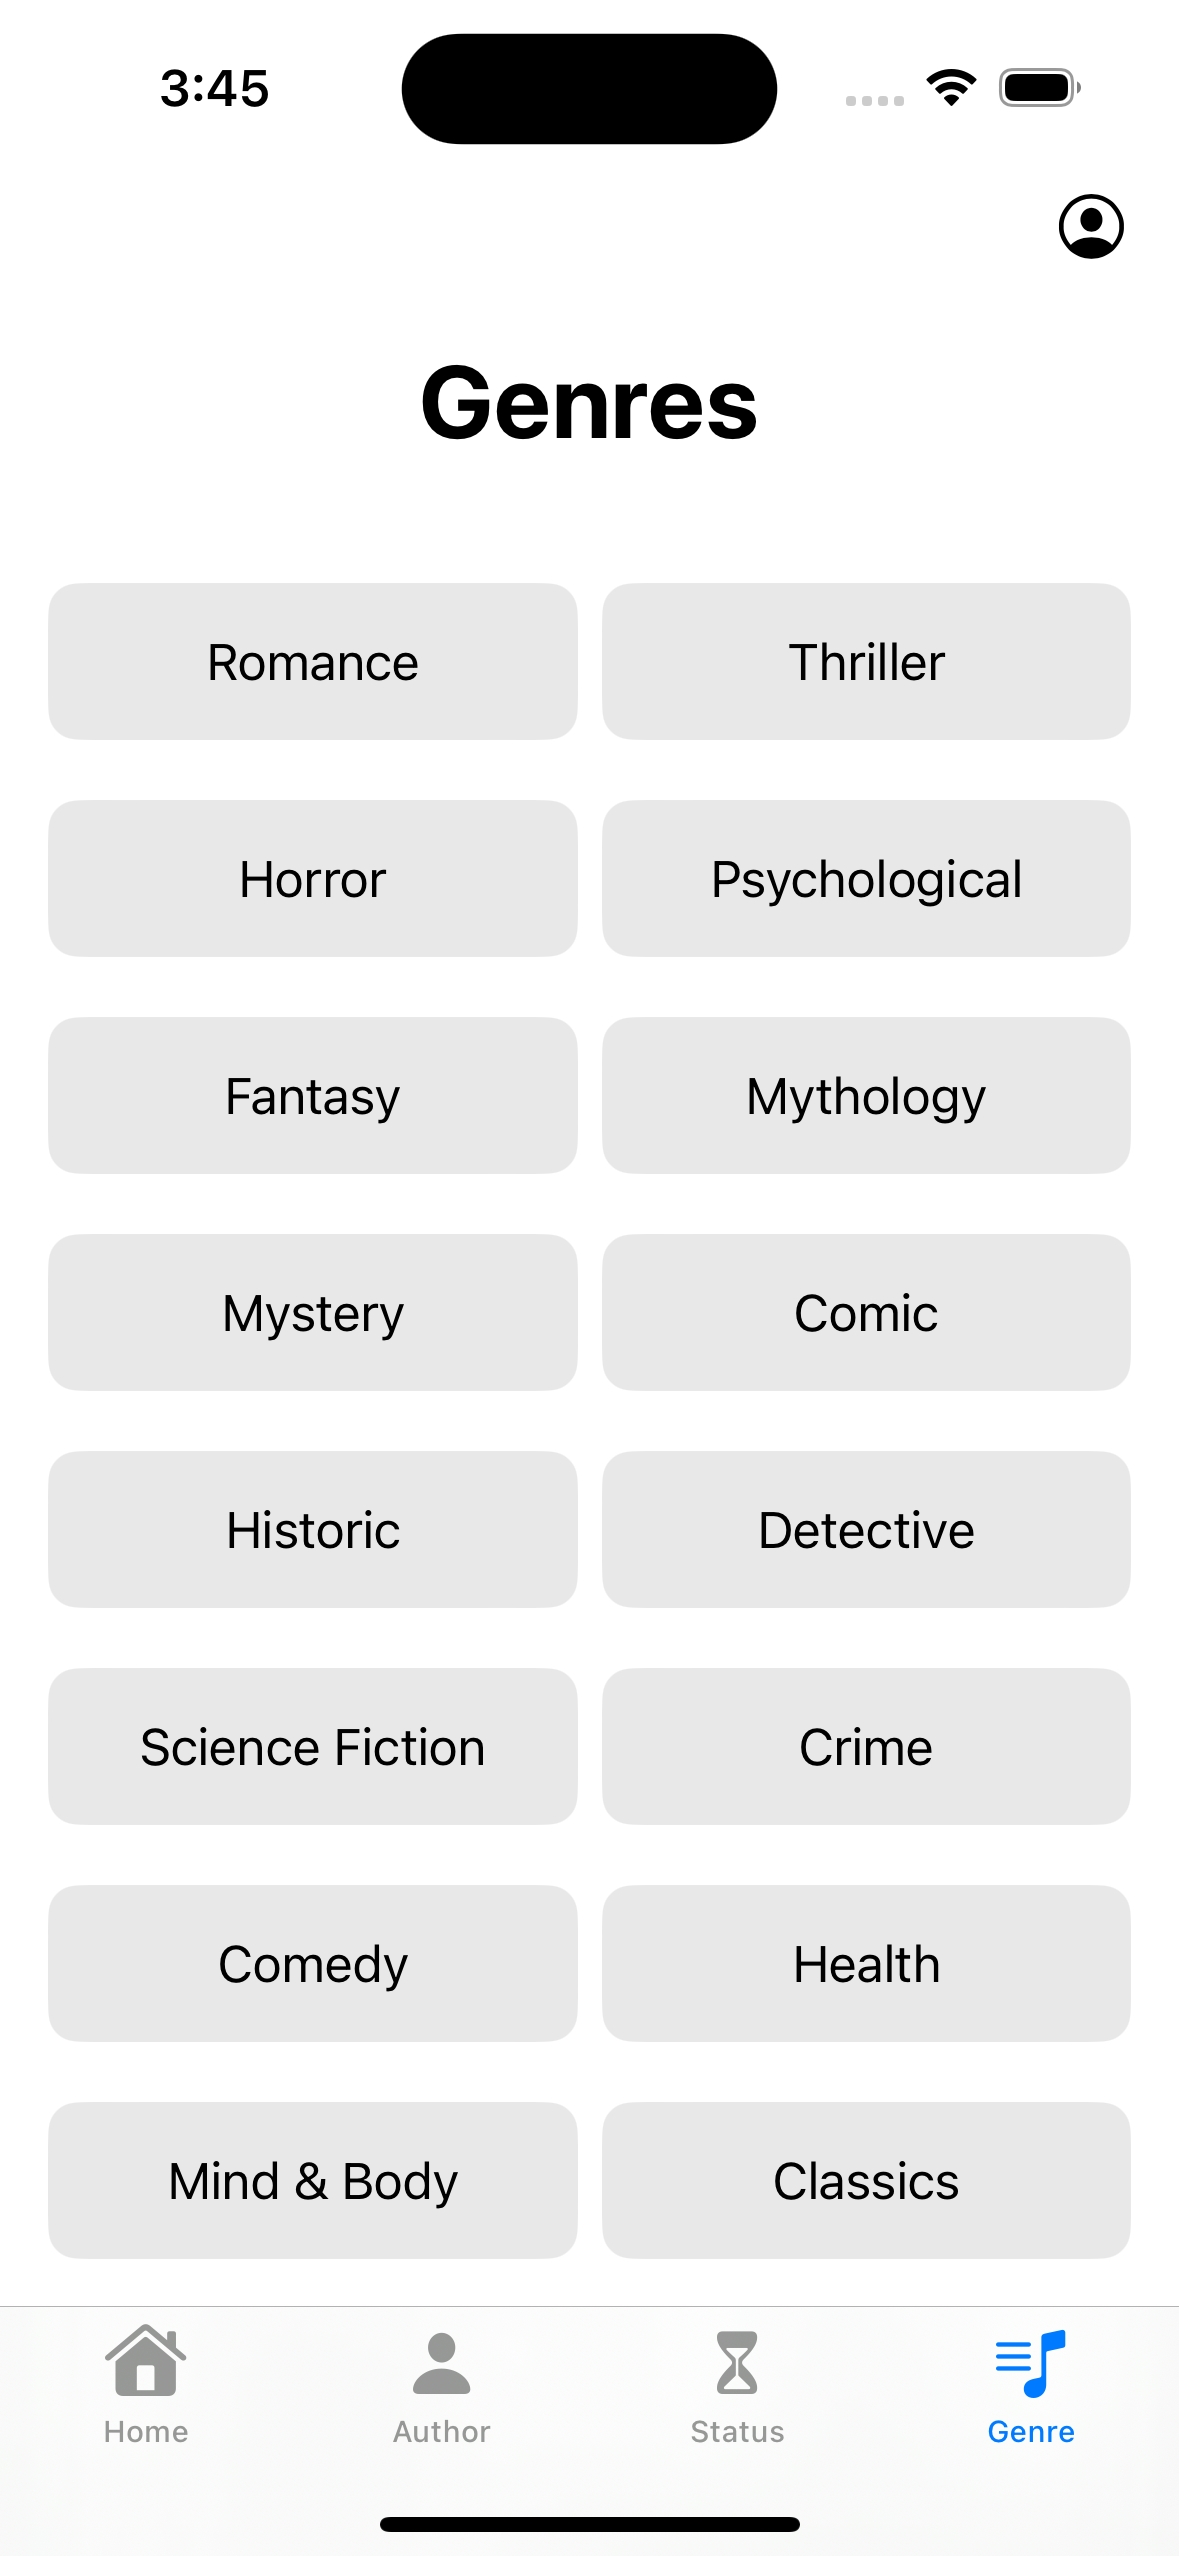 3:45
Genres
Romance
Thriller
Horror
Psychological
Fantasy
Mythology
Mystery
Comic
Historic
Detective
Science Fiction
Crime
Comedy
Health
Mind & Body
Classics
Home
Author
Status
Genre